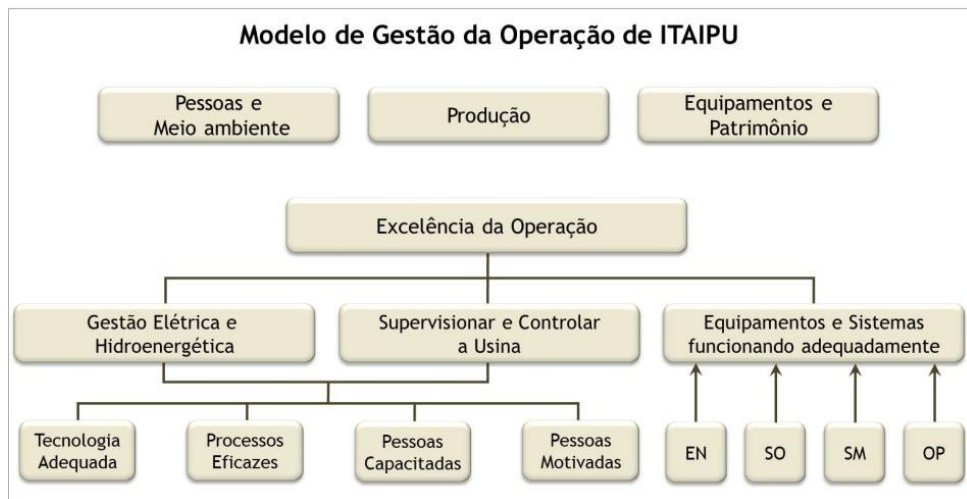 Modelo de Gestão da Operação de ITAIPU
Pessoas e
Meio ambiente
Produção
Equipamentos e
Patrimônio
Excelência da Operação
Gestão Elétrica e
Hidroenergética
Supervisionar e Controlar
a Usina
Equipamentos e Sistemas
funcionando adequadamente
Tecnologia
Adequada
Processos
Eficazes
Pessoas
Capacitadas
Pessoas
Motivadas
EN
SO
SM
OP